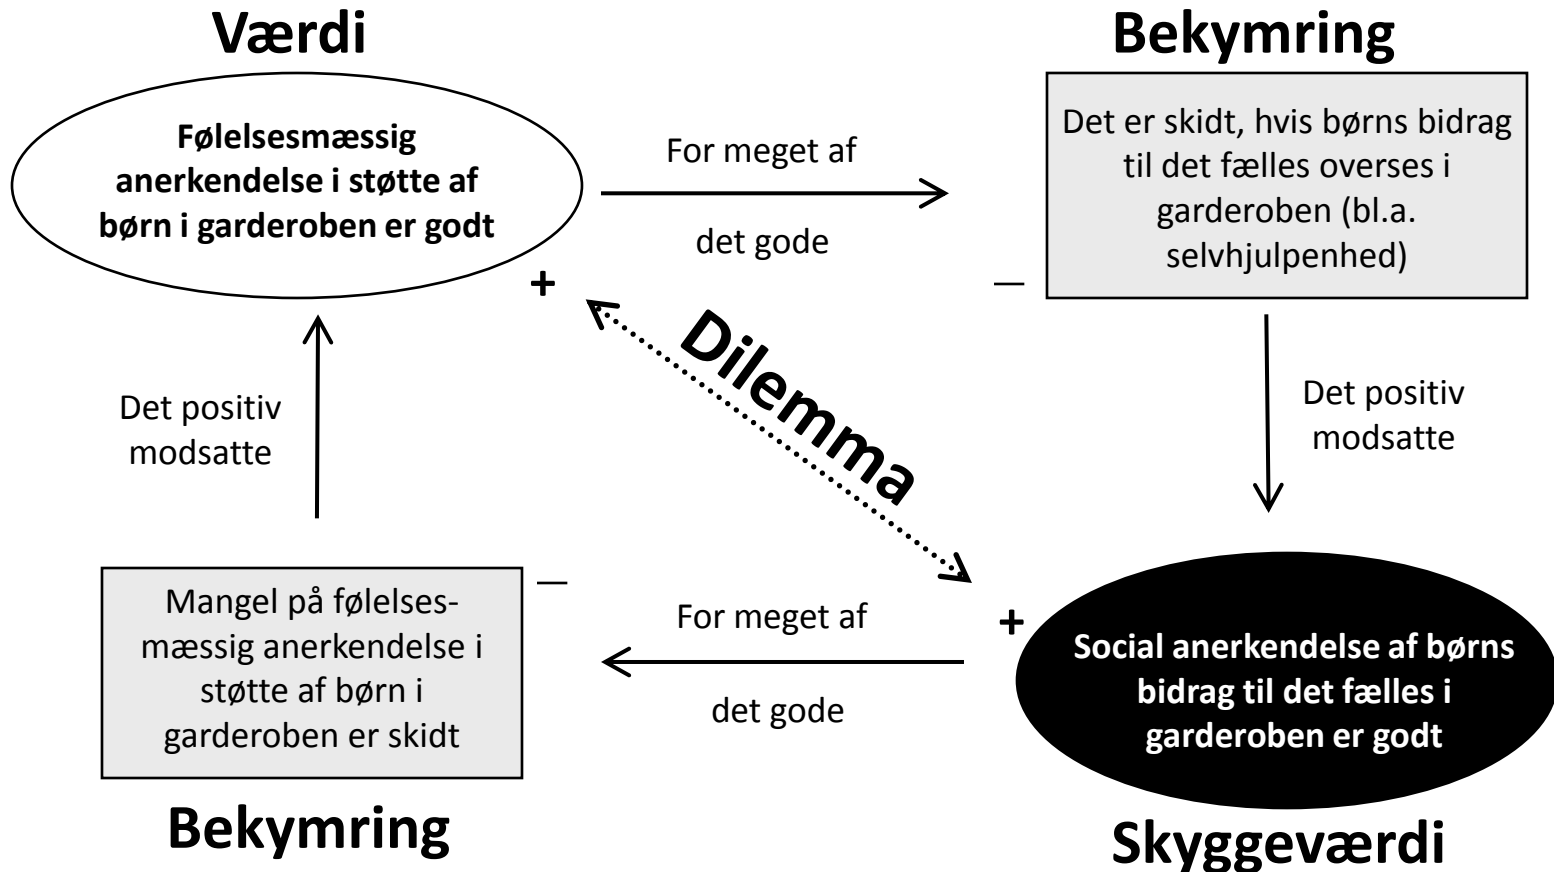 Værdi
Følelsesmæssig
anerkendelse i støtte af
børn i garderoben er godt
+
For meget af
det gode
Bekymring
Det er skidt, hvis børns bidrag
til det fælles overses i
garderoben (bl.a.
selvhjulpenhed)
—
Dilemma
Det positiv
modsatte
Det positiv
modsatte
Mangel på følelses-
mæssig anerkendelse i
støtte af børn i
garderoben er skidt
—
Bekymring
For meget af
det gode
+
Social anerkendelse af børns
bidrag til det fælles i
garderoben er godt
Skyggeværdi